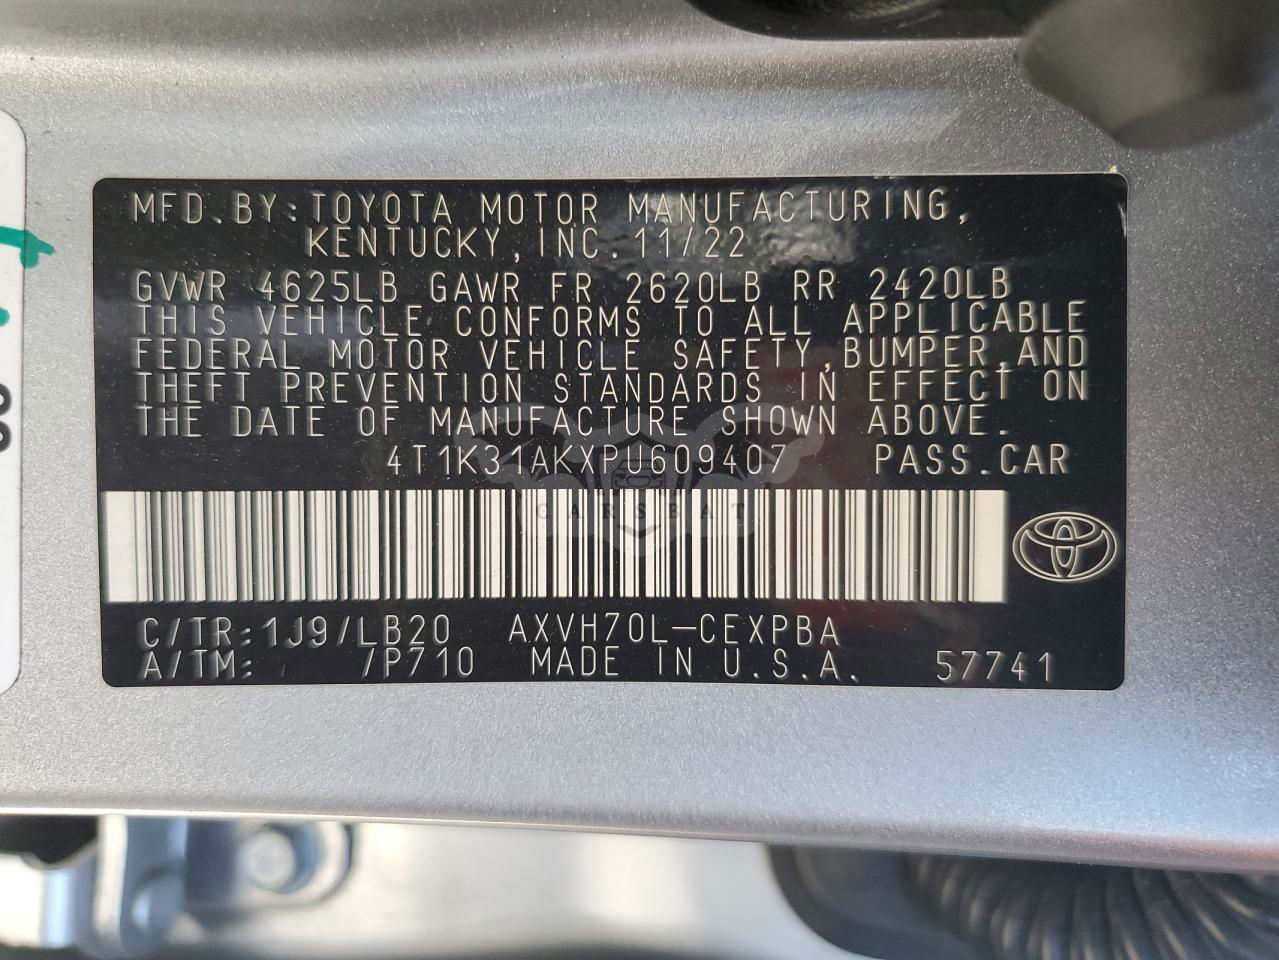 MFD.BY:TOYOTA MOTOR MANUFACTURING,
KENTUCKY, INC. 11/22
GVWR 4625LB GAWR FR 2620LB RR 2420LB
THIS VEHICLE CONFORMS TO ALL APPLICABLE
FEDERAL MOTOR VEHICLE SAFETY,BUMPER,AND
THEFT PREVENTION STANDARDS IN EFFECT ON
THE DATE OF MANUFACTURE SHOWN ABOVE.
4T1K31AKXPU609407 PASS.CAR
CARSBAT
C/TR:1J9/LB20 AXVH70L-CEXPBA
A/TM: /P710 MADE IN U.S.A. 57741